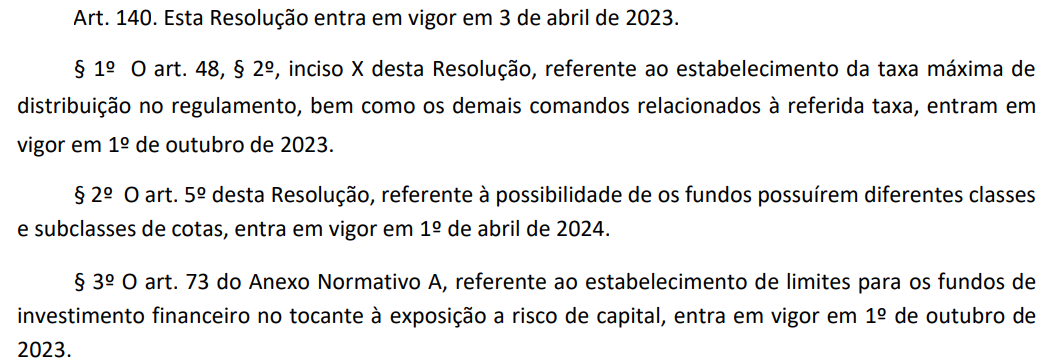 Art. 140. Esta Resolução entra em vigor em 3 de abril de 2023.
§ 1º O art. 48, § 2º, inciso X desta Resolução, referente ao estabelecimento da taxa máxima de
distribuição no regulamento, bem como os demais comandos relacionados à referida taxa, entram em
vigor em 1º de outubro de 2023.
§ 2º O art. 5º desta Resolução, referente à possibilidade de os fundos possuírem diferentes classes
e subclasses de cotas, entra em vigor em 1º de abril de 2024.
§ 3º O art. 73 do Anexo Normativo A, referente ao estabelecimento de limites para os fundos de
investimento financeiro no tocante à exposição a risco de capital, entra em vigor em 1º de outubro de
2023.